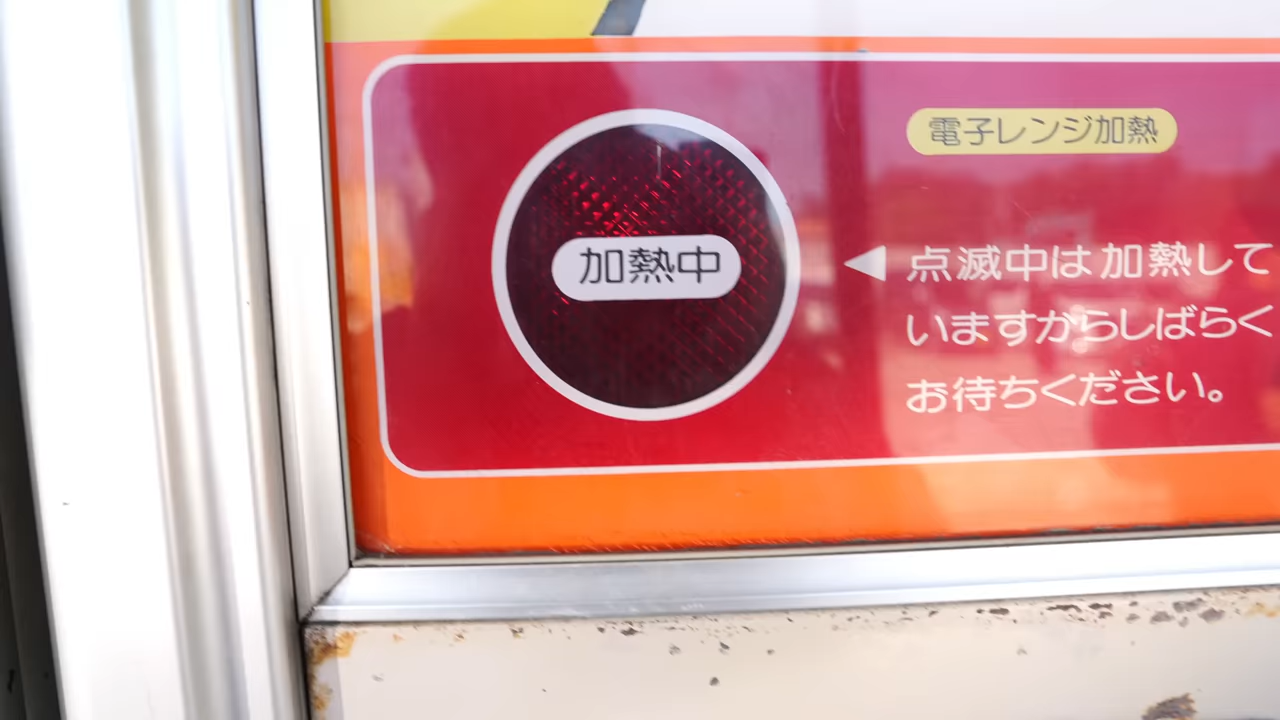 電子レンジ加熱
加熱中
点滅中は加熱して
いますからしばらく
お待ちください。